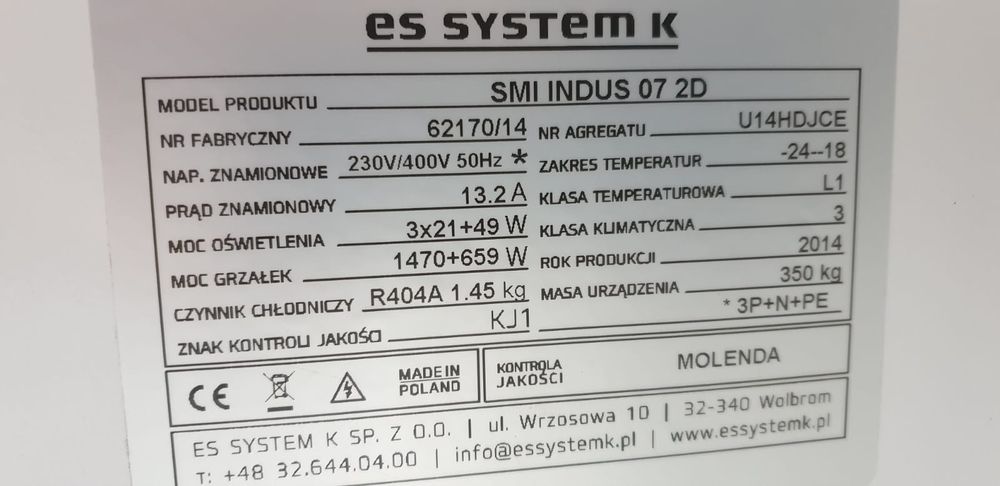 es system k
MODEL PRODUKTU SMI INDUS 07 2D
NR FABRYCZNY 62170/14 NR AGREGATU U14HDJCE
NAP. ZNAMIONOWE 230V/400V 50Hz * ZAKRES TEMPERATUR -24--18
PRĄD ZNAMIONOWY 13.2 A KLASA TEMPERATUROWA L1
MOC OŚWIETLENIA 3x21+49 W KLASA KLIMATYCZNA 3
MOC GRZAŁEK 1470+659 W ROK PRODUKCJI 2014
CZYNNIK CHŁODNICZY R404A 1.45 kg MASA URZĄDZENIA 350 kg
ZNAK KONTROLI JAKOŚCI KJ1 * 3P+N+PE
CE MADE IN POLAND KONTROLA JAKOŚCI MOLENDA
ES SYSTEM K SP. Z O.O. | ul. Wrzosowa 10 | 32-340 Wolbrom
T: +48 32.644.04.00 | info@essystemk.pl | www.essystemk.pl